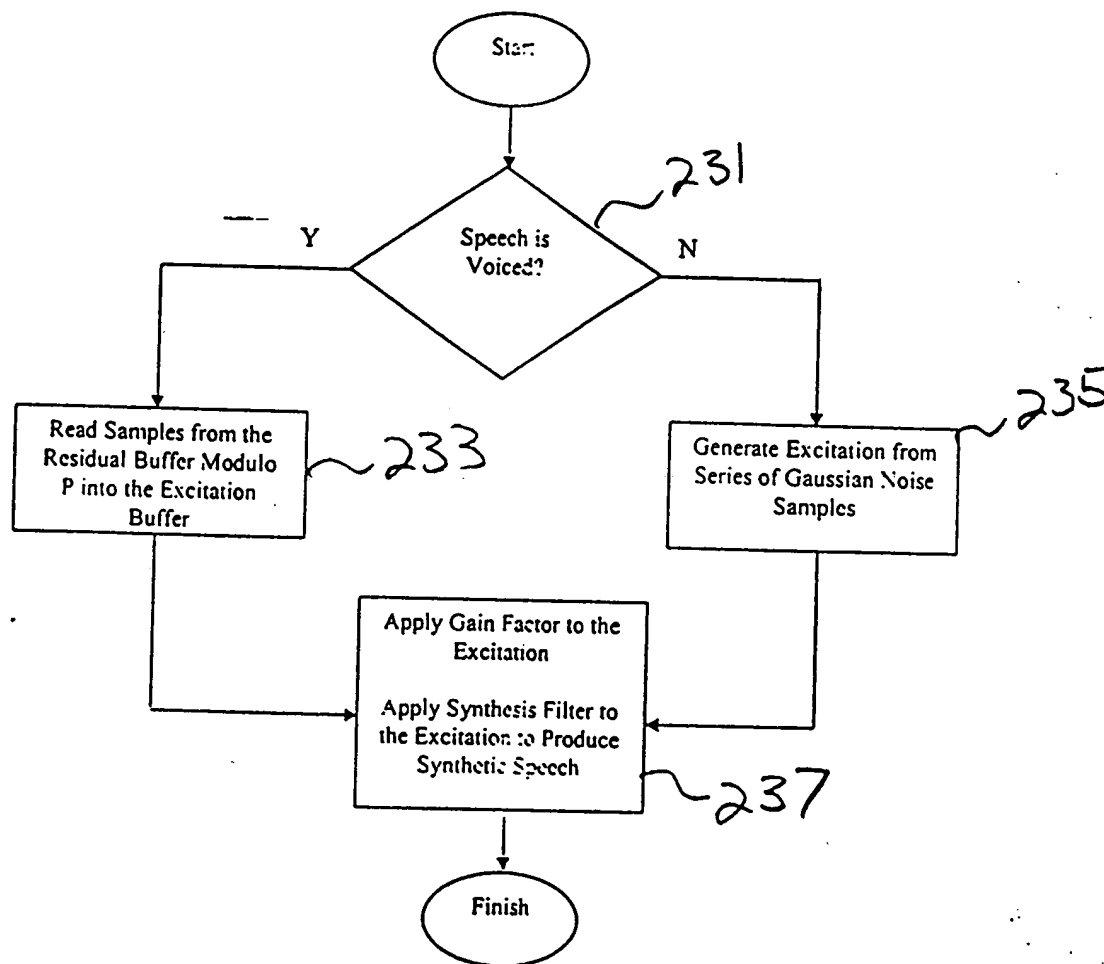 Start
231
Speech is
Voiced?
Y
N
235
Read Samples from the
Residual Buffer Modulo
P into the Excitation
Buffer
233
Generate Excitation from
Series of Gaussian Noise
Samples
Apply Gain Factor to the
Excitation
Apply Synthesis Filter to
the Excitation to Produce
Synthetic Speech
237
Finish